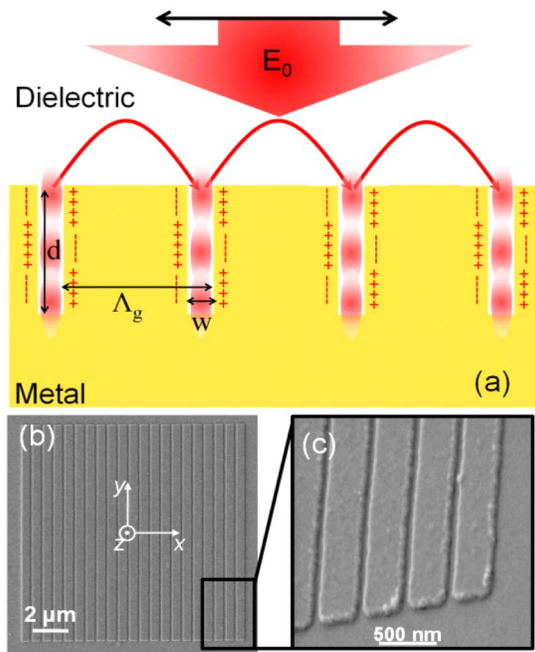 E₀
Dielectric
d
Λg
w
Metal
(a)
(b)
y
z
x
2 μm
(c)
500 nm